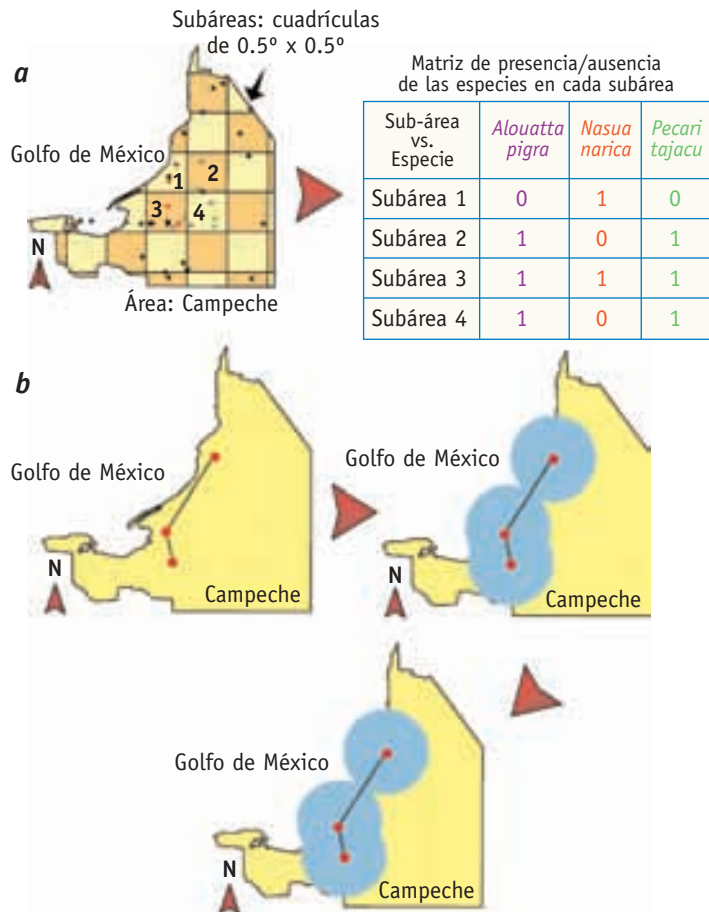 Subáreas: cuadrículas
de 0.5º x 0.5º
a
Golfo de México
1
2
3
4
N
Área: Campeche
Matriz de presencia/ausencia
de las especies en cada subárea
Sub-área
vs.
Especie
Alouatta
pigra
Nasua
narica
Pecari
tajacu
Subárea 1 0 1 0
Subárea 2 1 0 1
Subárea 3 1 1 1
Subárea 4 1 0 1
b
Golfo de México
N
Campeche
Golfo de México
N
Campeche
Golfo de México
N
Campeche